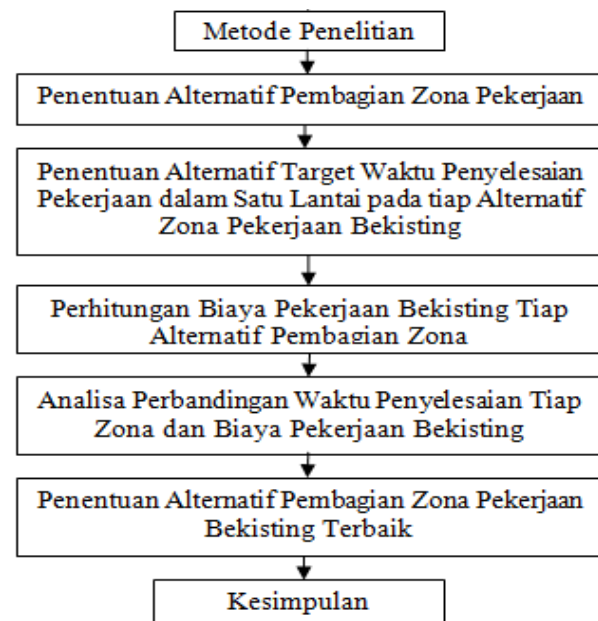 Metode Penelitian
Penentuan Alternatif Pembagian Zona Pekerjaan
Penentuan Alternatif Target Waktu Penyelesaian
Pekerjaan dalam Satu Lantai pada tiap Alternatif
Zona Pekerjaan Bekisting
Perhitungan Biaya Pekerjaan Bekisting Tiap
Alternatif Pembagian Zona
Analisa Perbandingan Waktu Penyelesaian Tiap
Zona dan Biaya Pekerjaan Bekisting
Penentuan Alternatif Pembagian Zona Pekerjaan
Bekisting Terbaik
Kesimpulan